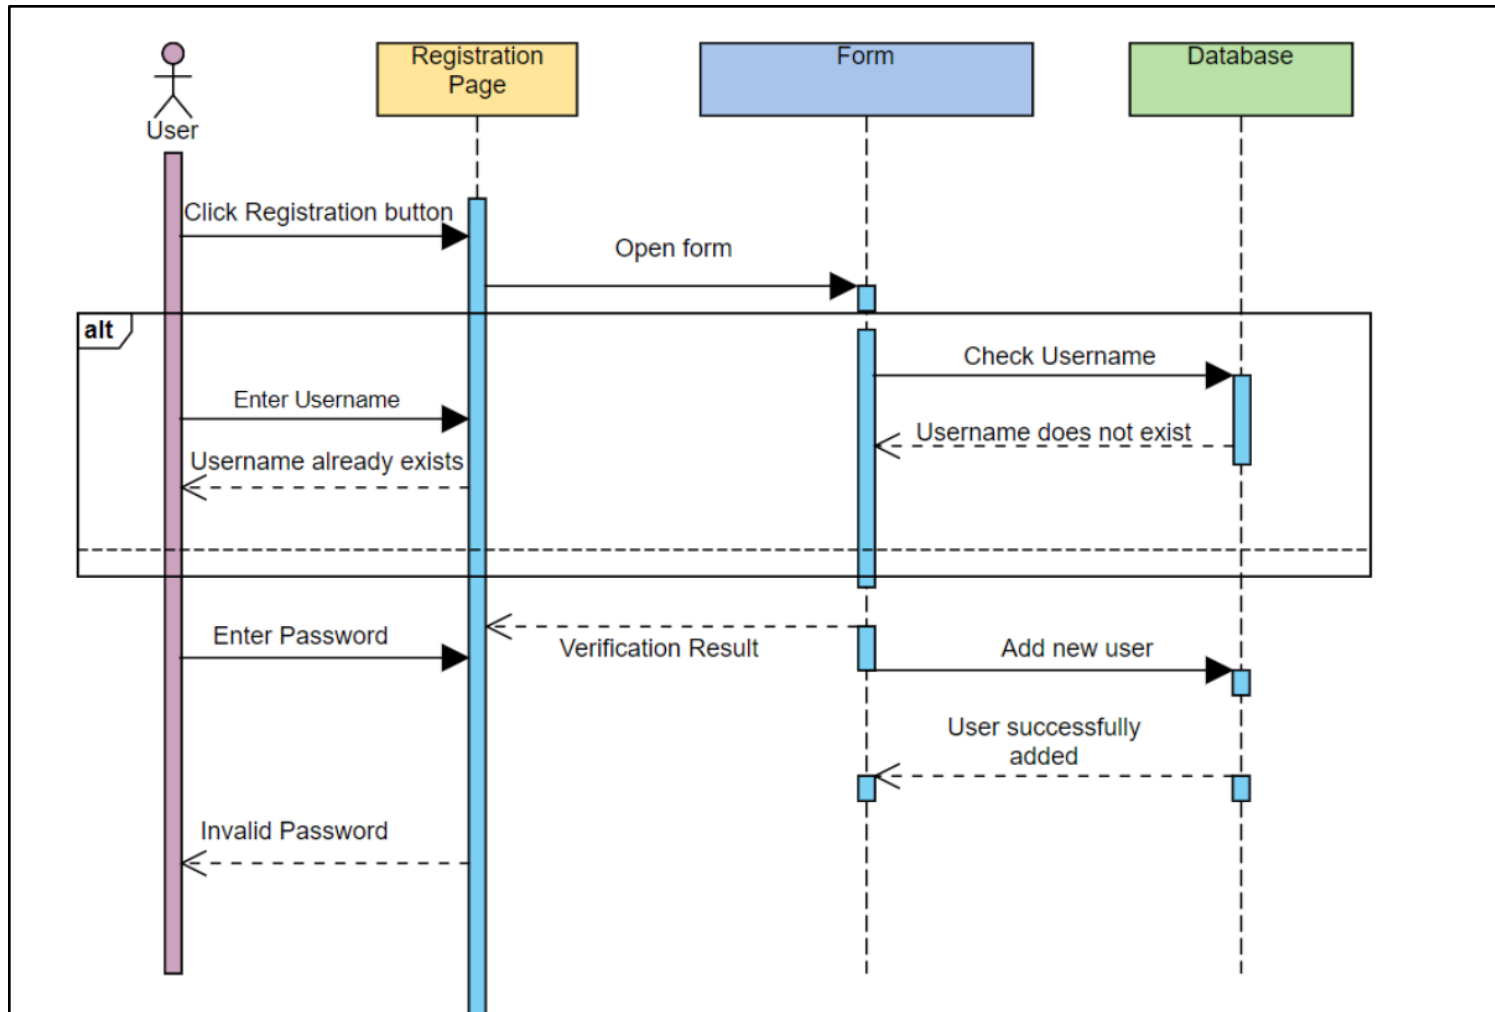 Registration
Page
Form
Database
User
Click Registration button
Open form
alt
Check Username
Enter Username
Username does not exist
Username already exists
Enter Password
Verification Result
Add new user
User successfully
added
Invalid Password